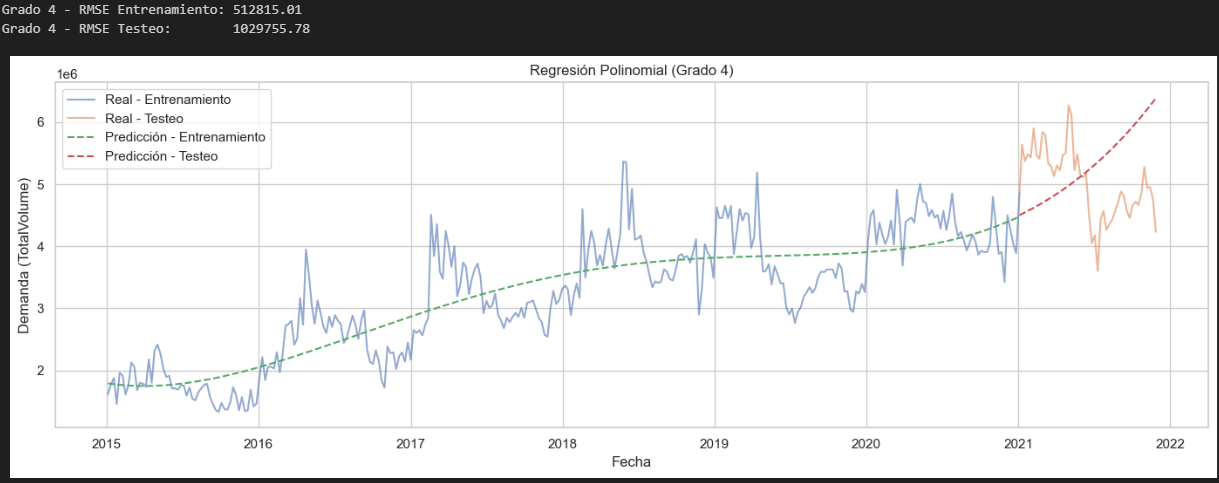 Grado 4 - RMSE Entrenamiento: 512815.01
Grado 4 - RMSE Testeo: 1029755.78
Regresión Polinomial (Grado 4)
1e6
Real - Entrenamiento
Real - Testeo
Predicción - Entrenamiento
Predicción - Testeo
6
5
4
3
2
Demanda (TotalVolume)
2015 2016 2017 2018 2019 2020 2021 2022
Fecha